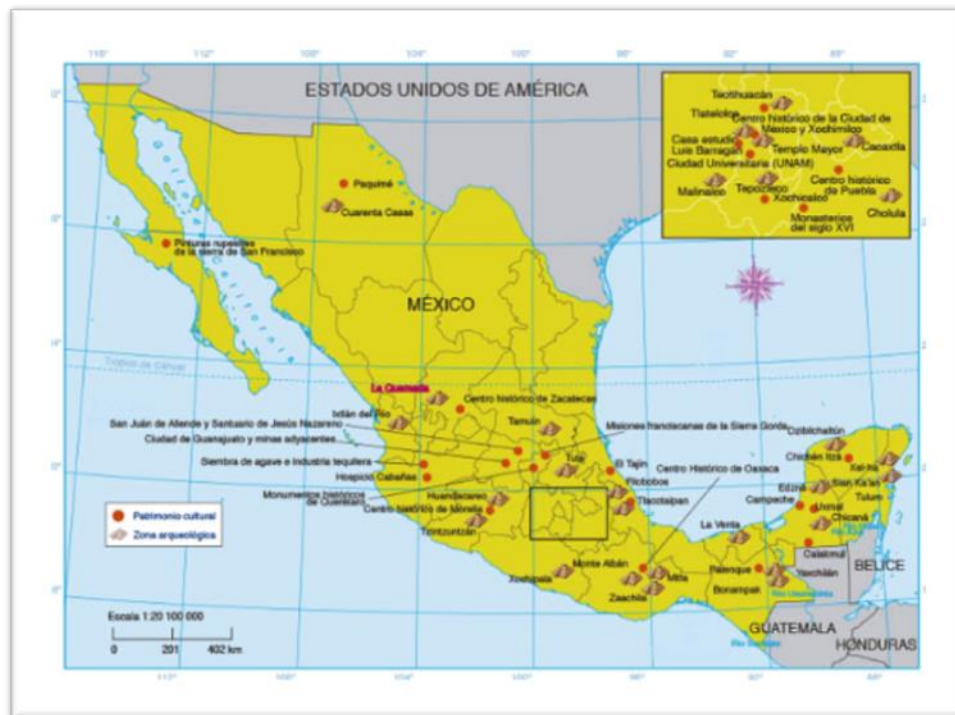 ESTADOS UNIDOS DE AMÉRICA
MÉXICO
Paquimé
Cuarenta Casas
Pinturas rupestres
de la sierra de San Francisco
Trópico de Cáncer
La Quemada
Centro histórico de Zacatecas
Ixtlán del Río
San Juan de Allende y Santuario de Jesús Nazareno
Ciudad de Guanajuato y minas adyacentes
Siembra de agave e Industria tequilera
Hospicio Cabañas
Monumentos históricos
de Querétaro
Huandacareo
Centro histórico de Morelia
Tzintzuntzán
Tamuín
Tula
Misiones franciscanas de la Sierra Gorda
El Tajín
Filobobos
Tlacotalpan
Centro Histórico de Oaxaca
Xochipala
Monte Albán
Mitla
Zaachila
La Venta
Palenque
Bonampak
Yaxchilán
Calakmul
Chicaná
Uxmal
Campeche
Edzná
Dzibilchaltún
Chichén Itzá
Xel-Ha
Sian Ka'an
Tulum
Río Usumacinta
BELICE
GUATEMALA
HONDURAS
Teotihuacán
Tlatelolco
Centro histórico de la Ciudad de
México y Xochimilco
Casa estudio
Luis Barragán
Templo Mayor
Cacaxtla
Ciudad Universitaria (UNAM)
Malinalco
Tepozteco
Centro histórico
de Puebla
Xochicalco
Cholula
Monasterios
del siglo XVI
Patrimonio cultural
Zona arqueológica
Escala 1:20 100 000
0 201 402 km